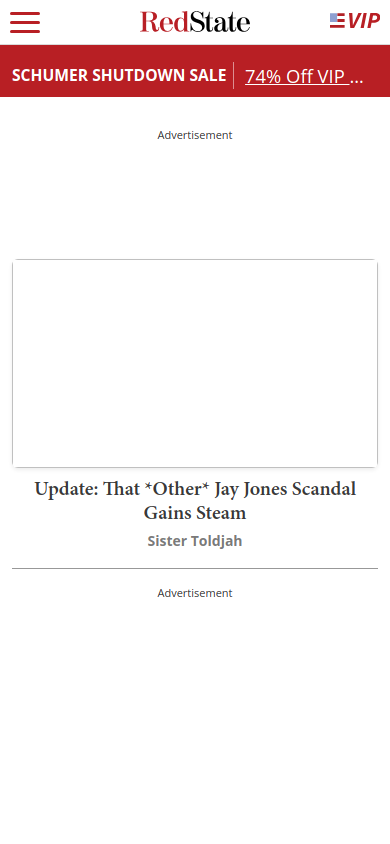 RedState
VIP
SCHUMER SHUTDOWN SALE
74% Off VIP ...
Advertisement
Update: That *Other* Jay Jones Scandal
Gains Steam
Sister Toldjah
Advertisement